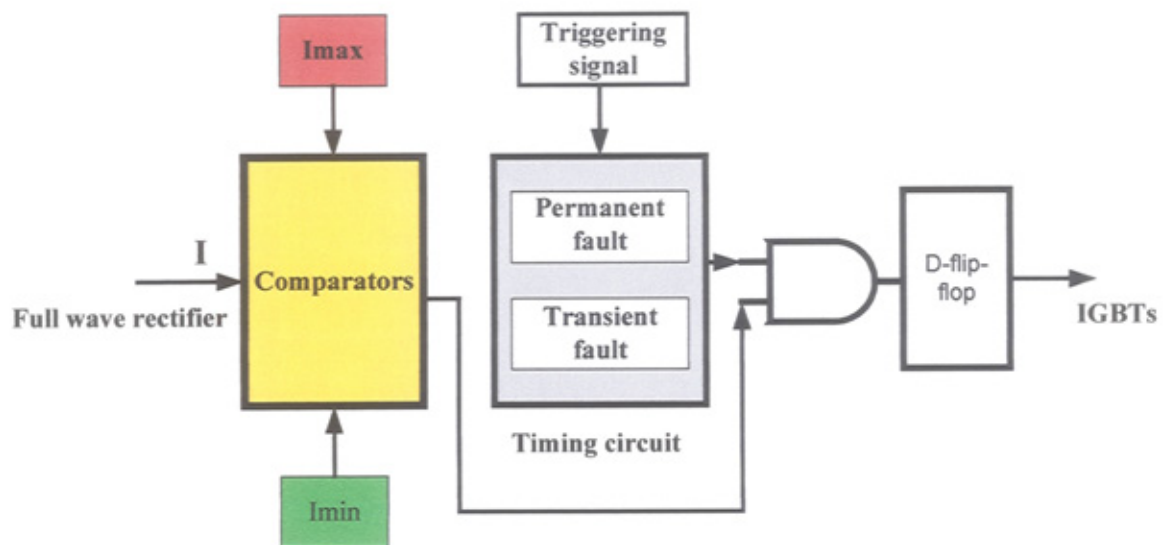 Imax
Triggering
signal
I
Full wave rectifier
Comparators
Permanent
fault
Transient
fault
Timing circuit
D-flip-
flop
IGBTs
Imin